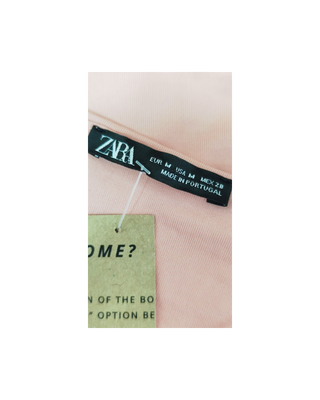 ZARA
EUR M USA M MEX 28
MADE IN PORTUGAL
OME?
N OF THE BO
" OPTION BE